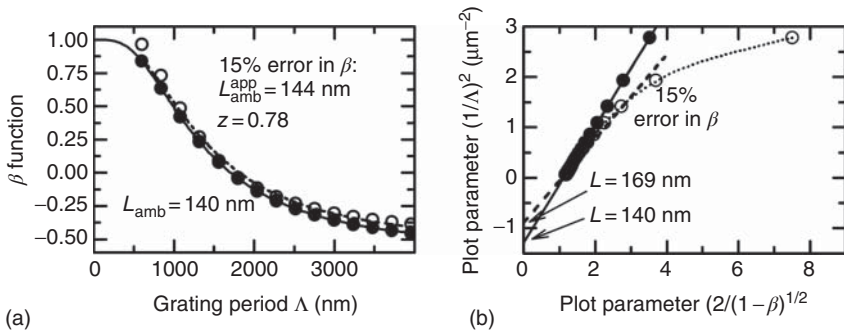 1.00
0.75
0.50
0.25
0.00
−0.25
−0.50
β function
15% error in β:
L_amb^app = 144 nm
z = 0.78
L_amb = 140 nm
0 1000 2000 3000
Grating period Λ (nm)
(a)
3
2
1
0
−1
Plot parameter (1/Λ)² (μm⁻²)
15%
error in β
L = 169 nm
L = 140 nm
0 2 4 6 8
Plot parameter (2/(1−β)^1/2
(b)